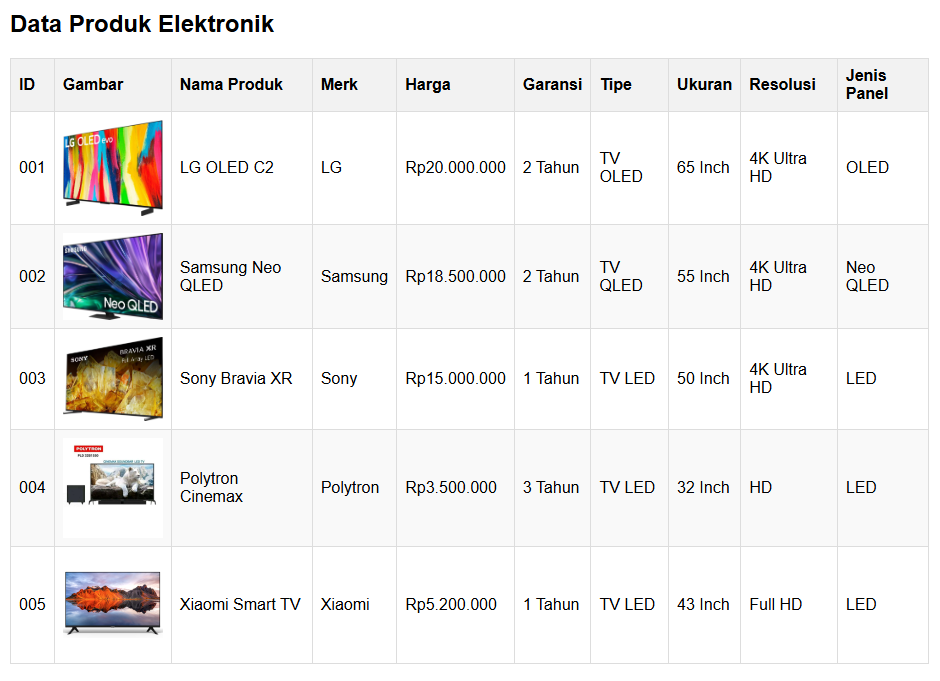 Data Produk Elektronik
ID Gambar Nama Produk Merk Harga Garansi Tipe Ukuran Resolusi Jenis Panel
LG OLED evo
001 LG OLED C2 LG Rp20.000.000 2 Tahun TV OLED 65 Inch 4K Ultra HD OLED
SAMSUNG
Neo QLED
002 Samsung Neo QLED Samsung Rp18.500.000 2 Tahun TV QLED 55 Inch 4K Ultra HD Neo QLED
BRAVIA XR
SONY Full Array LED
003 Sony Bravia XR Sony Rp15.000.000 1 Tahun TV LED 50 Inch 4K Ultra HD LED
POLYTRON
004 Polytron Cinemax Polytron Rp3.500.000 3 Tahun TV LED 32 Inch HD LED
005 Xiaomi Smart TV Xiaomi Rp5.200.000 1 Tahun TV LED 43 Inch Full HD LED